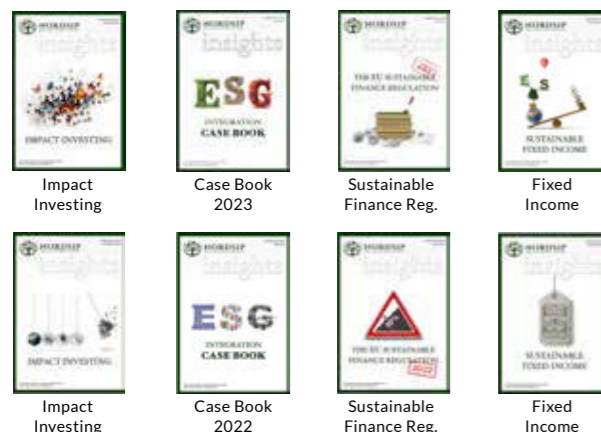 NORDSIP NORDSIP NORDSIP NORDSIP
insights insights insights insights
THE EU SUSTAINABLE
ESG FINANCE REGULATION E S
INTEGRATION SUSTAINABLE
IMPACT INVESTING CASE BOOK FIXED INCOME
Impact Case Book Sustainable Fixed
Investing 2023 Finance Reg. Income
NORDSIP NORDSIP NORDSIP NORDSIP
insights insights insights insights
ESG
INTEGRATION THE EU SUSTAINABLE SUSTAINABLE
IMPACT INVESTING CASE BOOK FINANCE REGULATION FIXED INCOME
2022
Impact Case Book Sustainable Fixed
Investing 2022 Finance Reg. Income